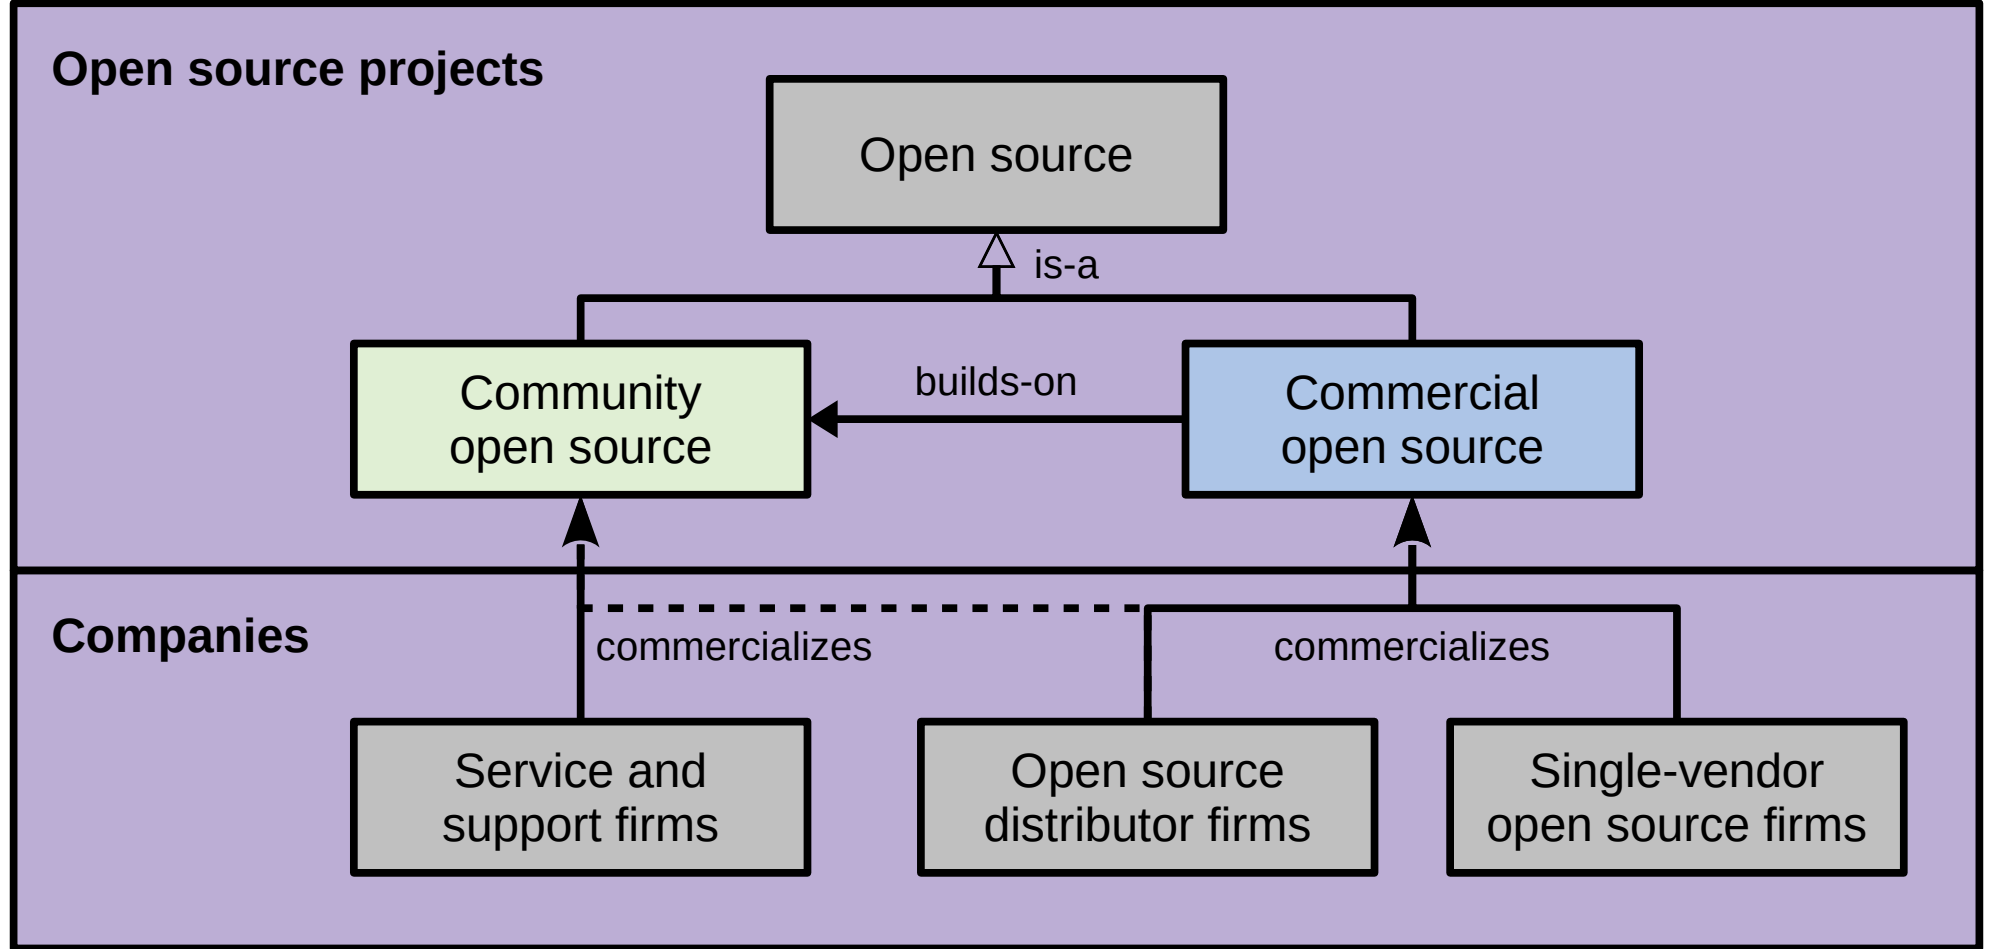 Open source projects
Open source
is-a
Community
open source
builds-on
Commercial
open source
Companies
commercializes
commercializes
Service and
support firms
Open source
distributor firms
Single-vendor
open source firms